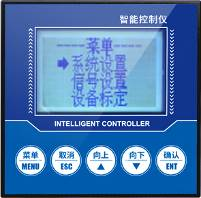 智能控制仪
---菜单---
系统设置
信号设置
设备标定
INTELLIGENT CONTROLLER
菜单 取消 向上 向下 确认
MENU ESC ▲ ▼ ENT